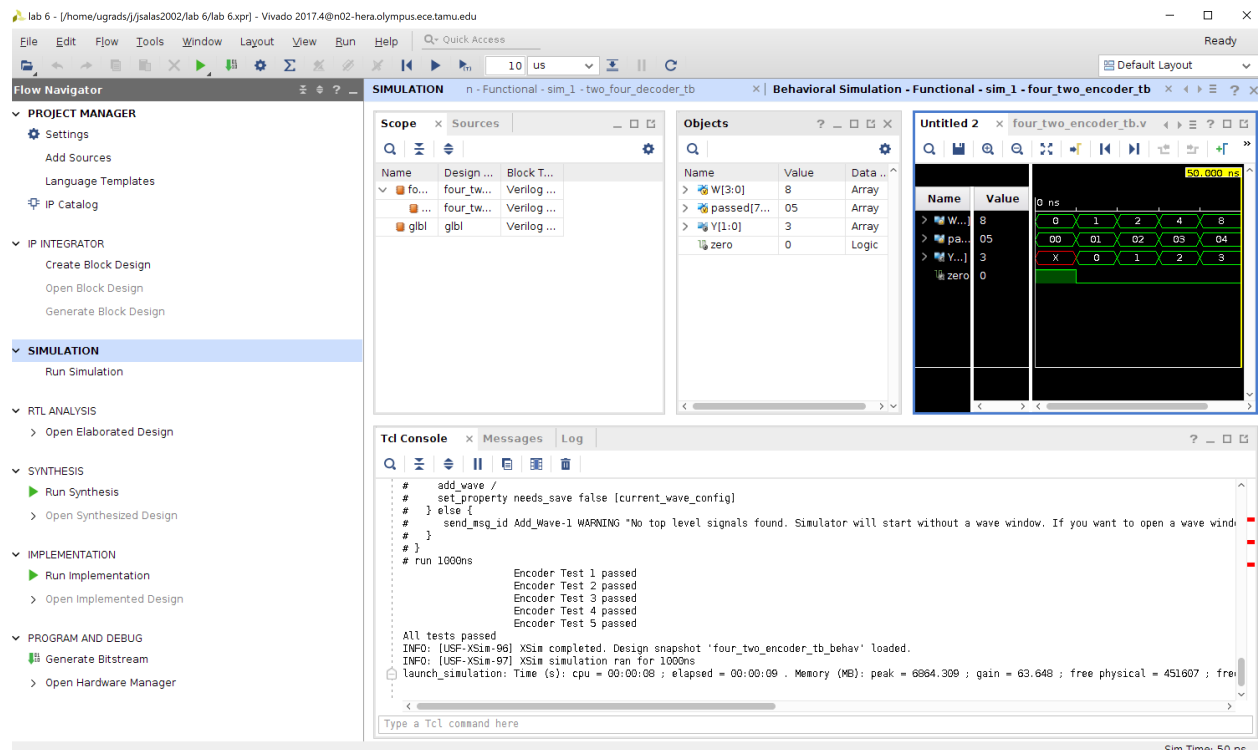 lab 6 - [/home/ugrads/j/jsalas2002/lab 6/lab 6.xpr] - Vivado 2017.4@n02-hera.olympus.ece.tamu.edu
File Edit Flow Tools Window Layout View Run Help Quick Access Ready
10 us Default Layout
Flow Navigator
PROJECT MANAGER
Settings
Add Sources
Language Templates
IP Catalog
IP INTEGRATOR
Create Block Design
Open Block Design
Generate Block Design
SIMULATION
Run Simulation
RTL ANALYSIS
Open Elaborated Design
SYNTHESIS
Run Synthesis
Open Synthesized Design
IMPLEMENTATION
Run Implementation
Open Implemented Design
PROGRAM AND DEBUG
Generate Bitstream
Open Hardware Manager
SIMULATION n - Functional - sim_1 - two_four_decoder_tb Behavioral Simulation - Functional - sim_1 - four_two_encoder_tb
Scope Sources
Name Design ... Block T...
fo... four_tw... Verilog ...
... four_tw... Verilog ...
glbl glbl Verilog ...
Objects
Name Value Data ...
W[3:0] 8 Array
passed[7... 05 Array
Y[1:0] 3 Array
zero 0 Logic
Untitled 2 four_two_encoder_tb.v
50.000 ns
Name Value 0 ns
W...] 8 0 1 2 4 8
pa... 05 00 01 02 03 04
Y...] 3 X 0 1 2 3
zero 0
Tcl Console Messages Log
# add_wave /
# set_property needs_save false [current_wave_config]
# } else {
# send_msg_id Add_Wave-1 WARNING "No top level signals found. Simulator will start without a wave window. If you want to open a wave wind
# }
# }
# run 1000ns
Encoder Test 1 passed
Encoder Test 2 passed
Encoder Test 3 passed
Encoder Test 4 passed
Encoder Test 5 passed
All tests passed
INFO: [USF-XSim-96] XSim completed. Design snapshot 'four_two_encoder_tb_behav' loaded.
INFO: [USF-XSim-97] XSim simulation ran for 1000ns
launch_simulation: Time (s): cpu = 00:00:08 ; elapsed = 00:00:09 . Memory (MB): peak = 6864.309 ; gain = 63.648 ; free physical = 451607 ; fre
Type a Tcl command here
Sim Time: 50 ns